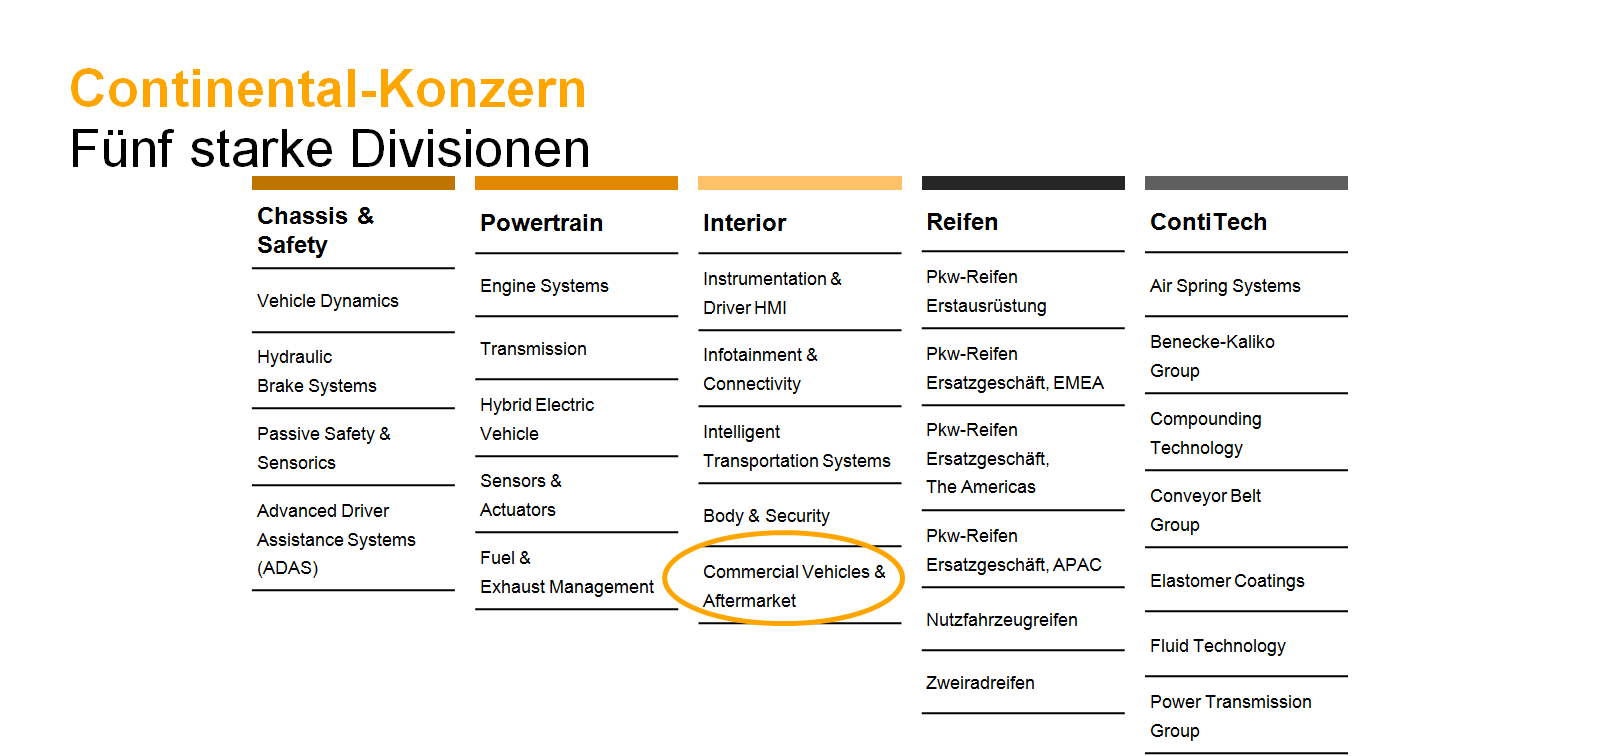 Continental-Konzern
Fünf starke Divisionen
Chassis &
Safety
Vehicle Dynamics
Hydraulic
Brake Systems
Passive Safety &
Sensorics
Advanced Driver
Assistance Systems
(ADAS)
Powertrain
Engine Systems
Transmission
Hybrid Electric
Vehicle
Sensors &
Actuators
Fuel &
Exhaust Management
Interior
Instrumentation &
Driver HMI
Infotainment &
Connectivity
Intelligent
Transportation Systems
Body & Security
Commercial Vehicles &
Aftermarket
Reifen
Pkw-Reifen
Erstausrüstung
Pkw-Reifen
Ersatzgeschäft, EMEA
Pkw-Reifen
Ersatzgeschäft,
The Americas
Pkw-Reifen
Ersatzgeschäft, APAC
Nutzfahrzeugreifen
Zweiradreifen
ContiTech
Air Spring Systems
Benecke-Kaliko
Group
Compounding
Technology
Conveyor Belt
Group
Elastomer Coatings
Fluid Technology
Power Transmission
Group